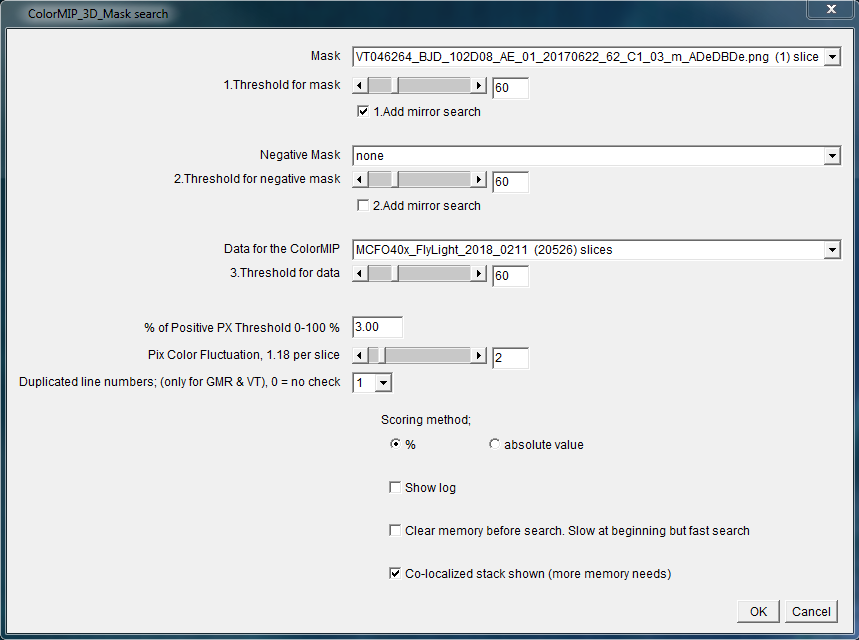 ColorMIP_3D_Mask search
Mask VT046264_BJD_102D08_AE_01_20170622_62_C1_03_m_ADeDBDe.png (1) slice
1.Threshold for mask 60
1.Add mirror search
Negative Mask none
2.Threshold for negative mask 60
2.Add mirror search
Data for the ColorMIP MCFO40x_FlyLight_2018_0211 (20526) slices
3.Threshold for data 60
% of Positive PX Threshold 0-100 % 3.00
Pix Color Fluctuation, 1.18 per slice 2
Duplicated line numbers; (only for GMR & VT), 0 = no check 1
Scoring method;
% absolute value
Show log
Clear memory before search. Slow at beginning but fast search
Co-localized stack shown (more memory needs)
OK Cancel